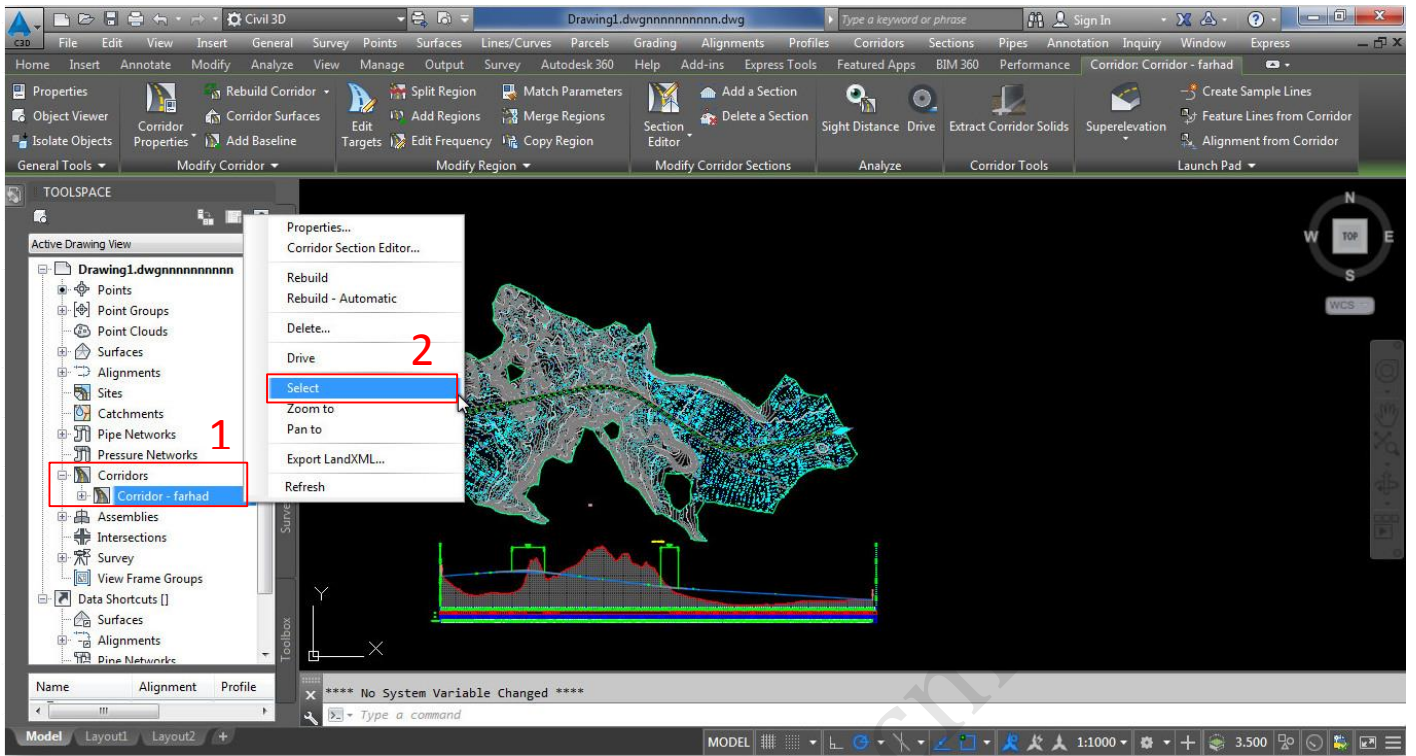 Civil 3D Drawing1.dwgnnnnnnnnnn.dwg Type a keyword or phrase Sign In
C3D File Edit View Insert General Survey Points Surfaces Lines/Curves Parcels Grading Alignments Profiles Corridors Sections Pipes Annotation Inquiry Window Express
Home Insert Annotate Modify Analyze View Manage Output Survey Autodesk 360 Help Add-ins Express Tools Featured Apps BIM 360 Performance Corridor: Corridor - farhad
Properties Rebuild Corridor Split Region Match Parameters Add a Section Create Sample Lines
Object Viewer Corridor Surfaces Add Regions Merge Regions Delete a Section Feature Lines from Corridor
Isolate Objects Corridor Properties Add Baseline Edit Targets Edit Frequency Copy Region Section Editor Sight Distance Drive Extract Corridor Solids Superelevation Alignment from Corridor
General Tools Modify Corridor Modify Region Modify Corridor Sections Analyze Corridor Tools Launch Pad
TOOLSPACE
Active Drawing View
Drawing1.dwgnnnnnnnnnn
Points
Point Groups
Point Clouds
Surfaces
Alignments
Sites
Catchments
Pipe Networks
Pressure Networks
1
Corridors
Corridor - farhad
Assemblies
Intersections
Survey
View Frame Groups
Data Shortcuts []
Surfaces
Alignments
Pipe Networks
Name Alignment Profile
Properties...
Corridor Section Editor...
Rebuild
Rebuild - Automatic
Delete...
Drive
2
Select
Zoom to
Pan to
Export LandXML...
Refresh
Surve
Toolbox
N
W TOP E
S
WCS
Y
X
**** No System Variable Changed ****
Type a command
Model Layout1 Layout2 + MODEL 1:1000 3.500